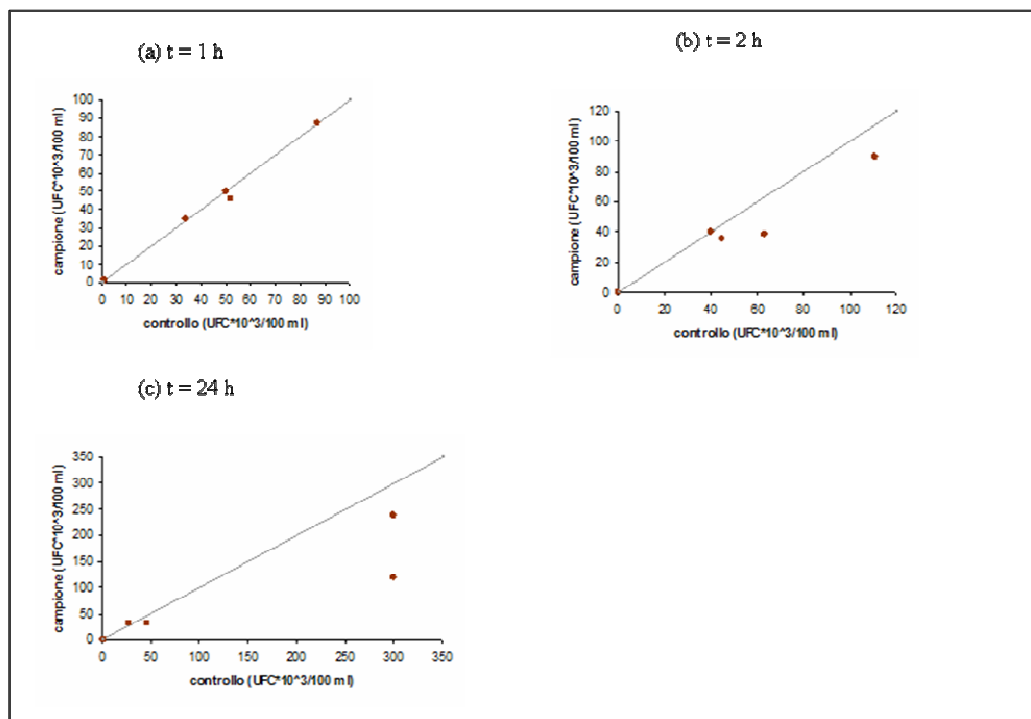 (a) t = 1 h
campione (UFC*10^3/100 ml)
100
90
80
70
60
50
40
30
20
10
0
0 10 20 30 40 50 60 70 80 90 100
controllo (UFC*10^3/100 ml)
(b) t = 2 h
campione (UFC*10^3/100 ml)
120
100
80
60
40
20
0
0 20 40 60 80 100 120
controllo (UFC*10^3/100 ml)
(c) t = 24 h
campione (UFC*10^3/100 ml)
350
300
250
200
150
100
50
0
0 50 100 150 200 250 300 350
controllo (UFC*10^3/100 ml)